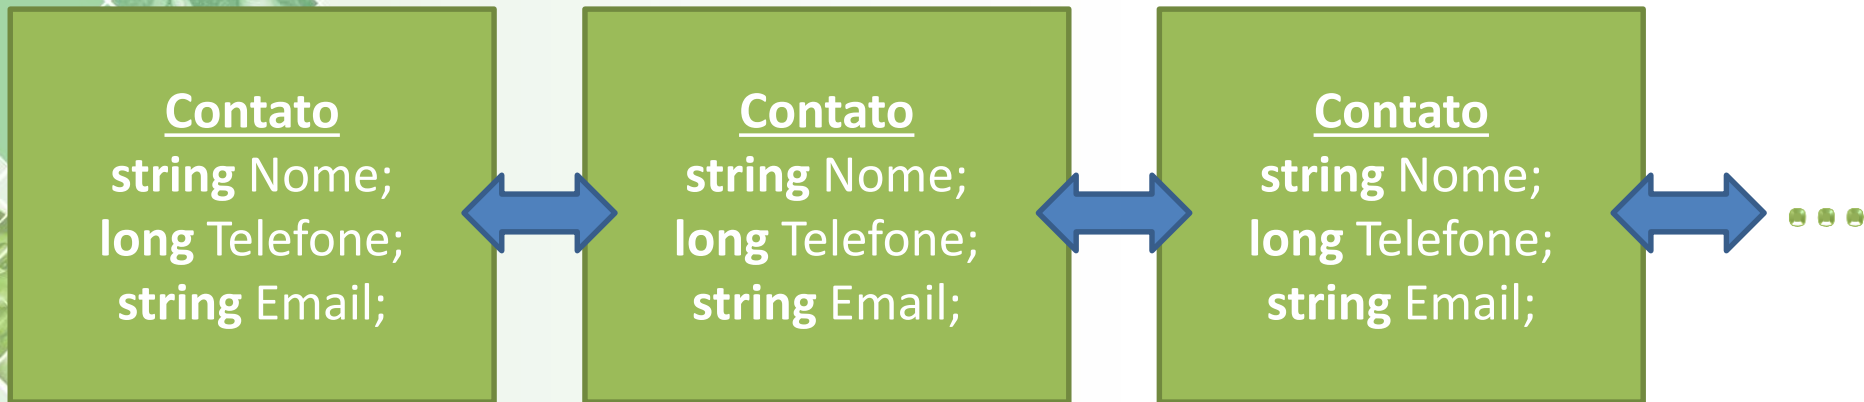 Contato
string Nome;
long Telefone;
string Email;
Contato
string Nome;
long Telefone;
string Email;
Contato
string Nome;
long Telefone;
string Email;
...